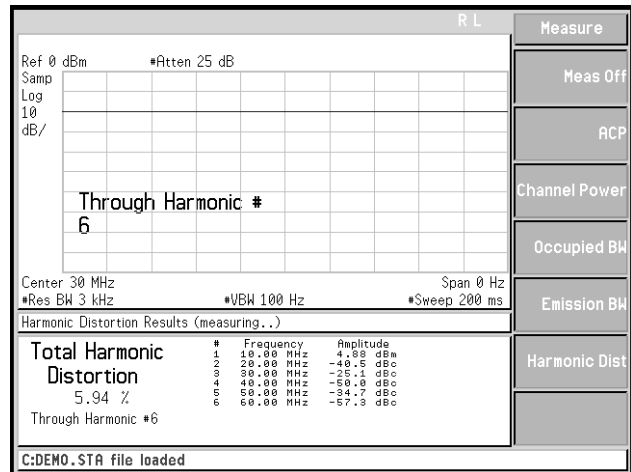 R L
Measure
Ref 0 dBm #Atten 25 dB
Samp
Log
10
dB/
Meas Off
ACP
Channel Power
Occupied BW
Emission BW
Harmonic Dist
Through Harmonic #
6
Center 30 MHz Span 0 Hz
#Res BW 3 kHz #VBW 100 Hz #Sweep 200 ms
Harmonic Distortion Results (measuring..)
Total Harmonic
Distortion
5.94 %
Through Harmonic #6
# Frequency Amplitude
1 10.00 MHz 4.88 dBm
2 20.00 MHz -40.5 dBc
3 30.00 MHz -25.1 dBc
4 40.00 MHz -50.0 dBc
5 50.00 MHz -34.7 dBc
6 60.00 MHz -57.3 dBc
C:DEMO.STA file loaded